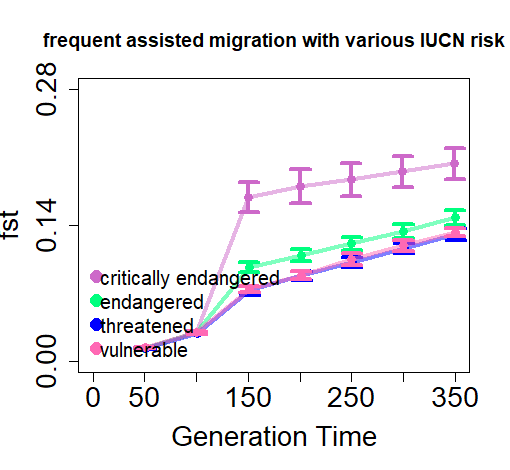 frequent assisted migration with various IUCN risk
0.28
0.14
0.00
fst
critically endangered
endangered
threatened
vulnerable
0 50 150 250 350
Generation Time